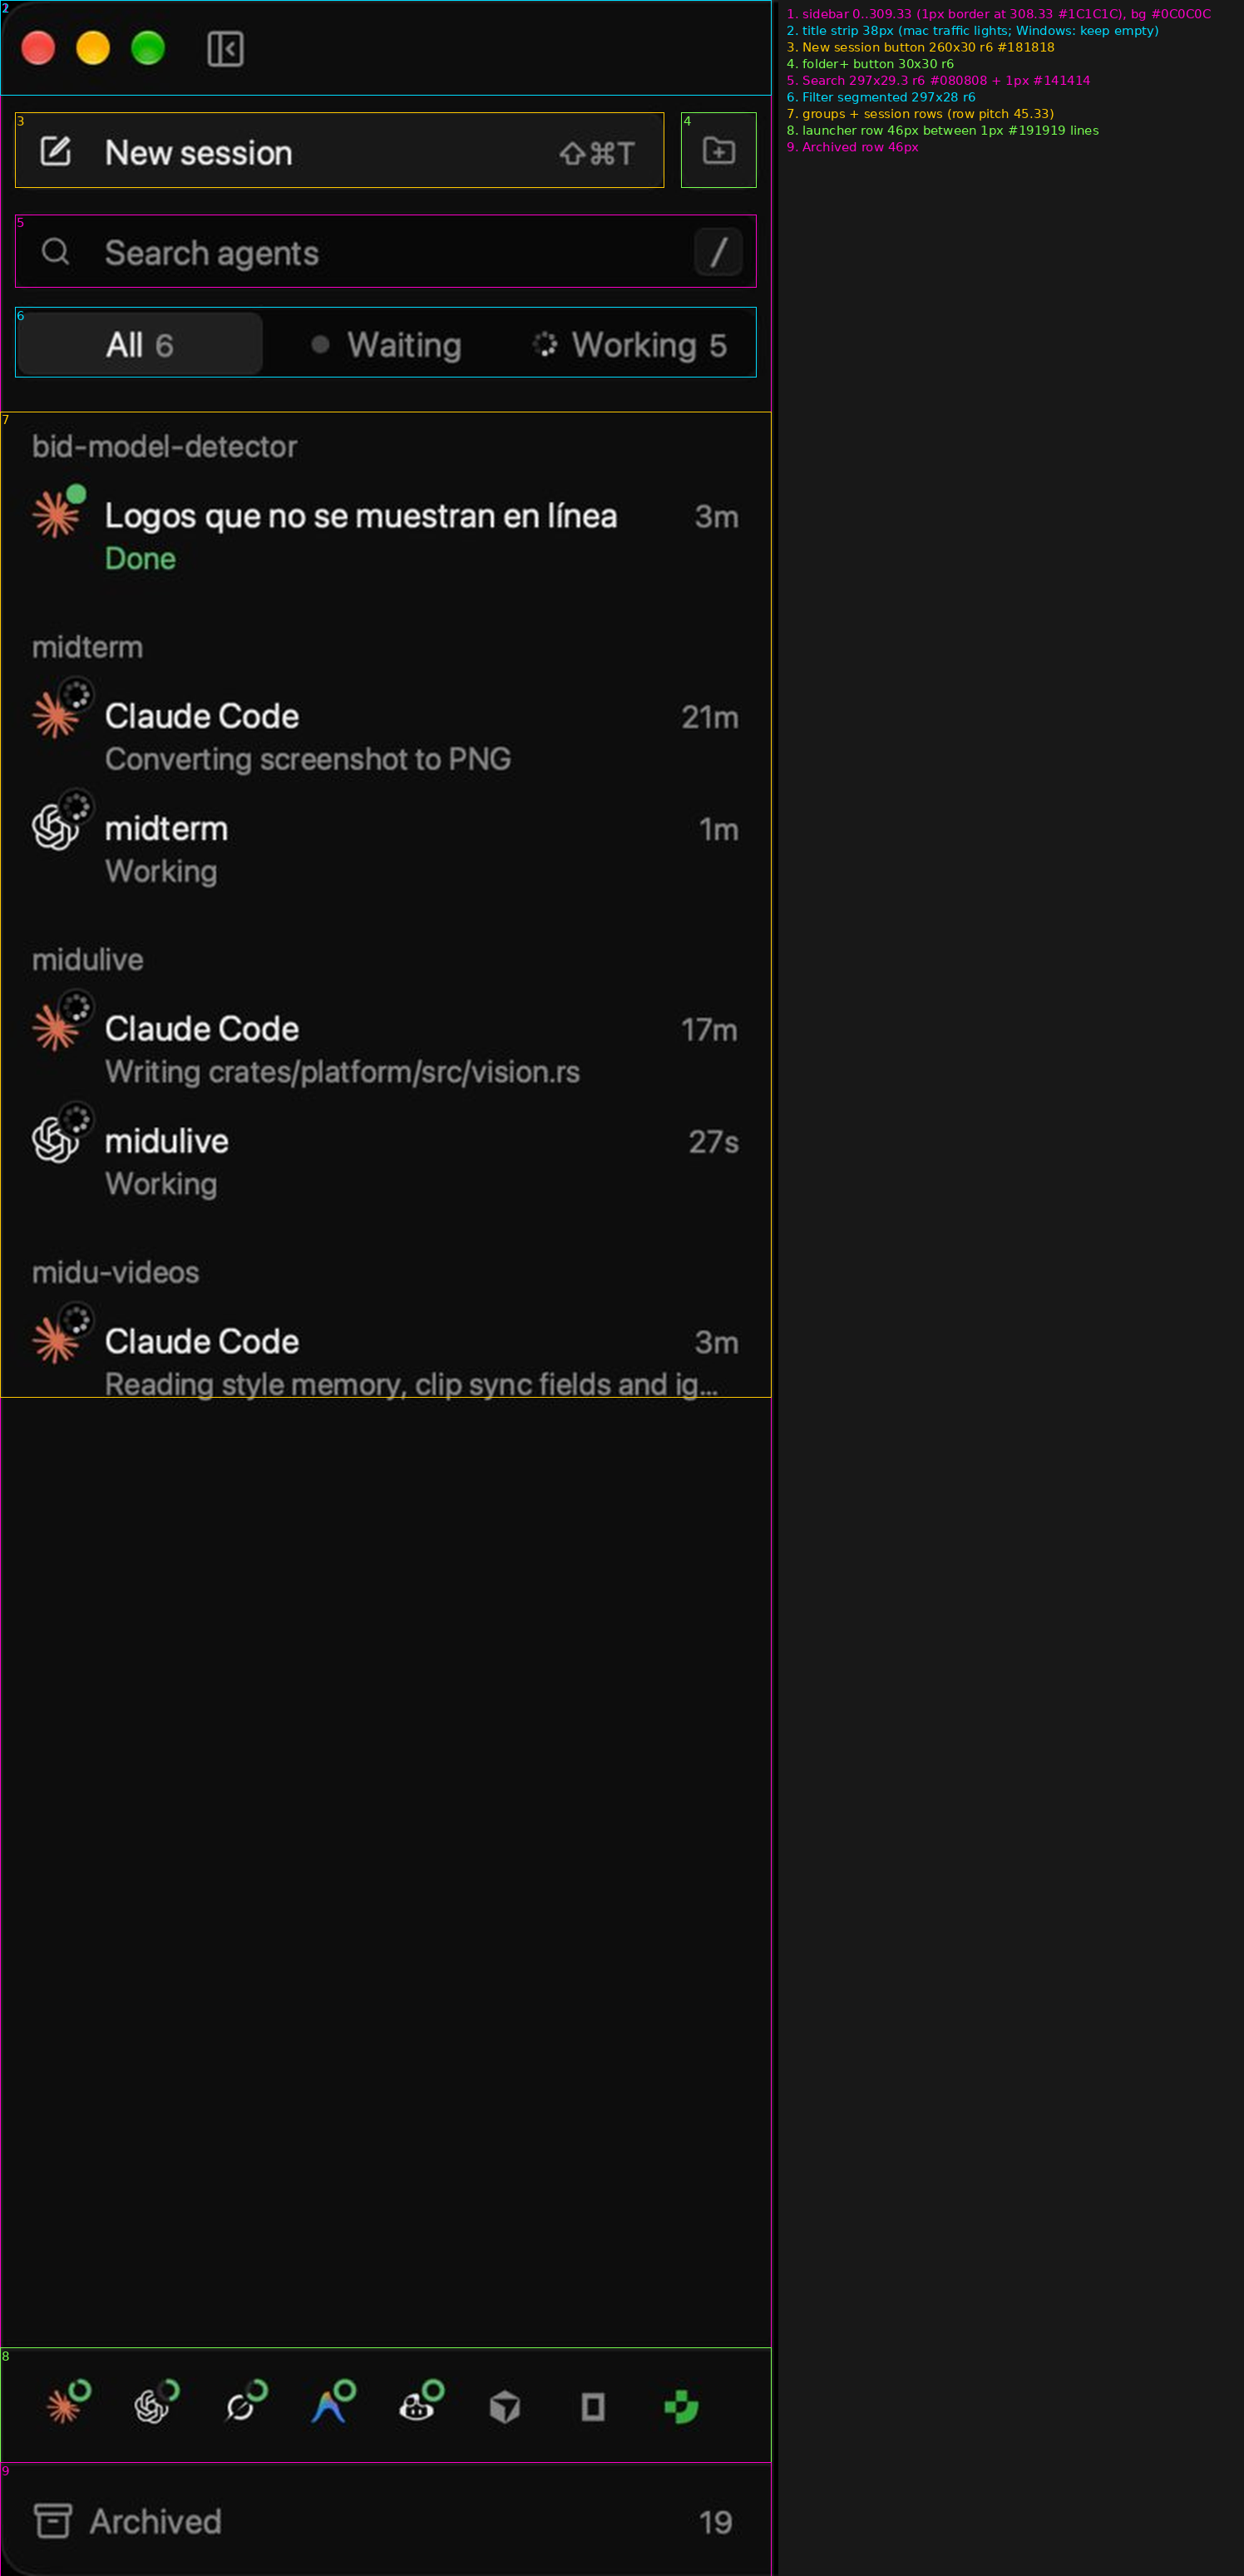 2
1. sidebar 0..309.33 (1px border at 308.33 #1C1C1C), bg #0C0C0C
2. title strip 38px (mac traffic lights; Windows: keep empty)
3. New session button 260x30 r6 #181818
4. folder+ button 30x30 r6
5. Search 297x29.3 r6 #080808 + 1px #141414
6. Filter segmented 297x28 r6
7. groups + session rows (row pitch 45.33)
8. launcher row 46px between 1px #191919 lines
9. Archived row 46px
3
New session ⇧⌘T
4
5
Search agents /
6
All 6 Waiting Working 5
7
bid-model-detector
Logos que no se muestran en línea 3m
Done
midterm
Claude Code 21m
Converting screenshot to PNG
midterm 1m
Working
midulive
Claude Code 17m
Writing crates/platform/src/vision.rs
midulive 27s
Working
midu-videos
Claude Code 3m
Reading style memory, clip sync fields and ig...
8
9
Archived 19